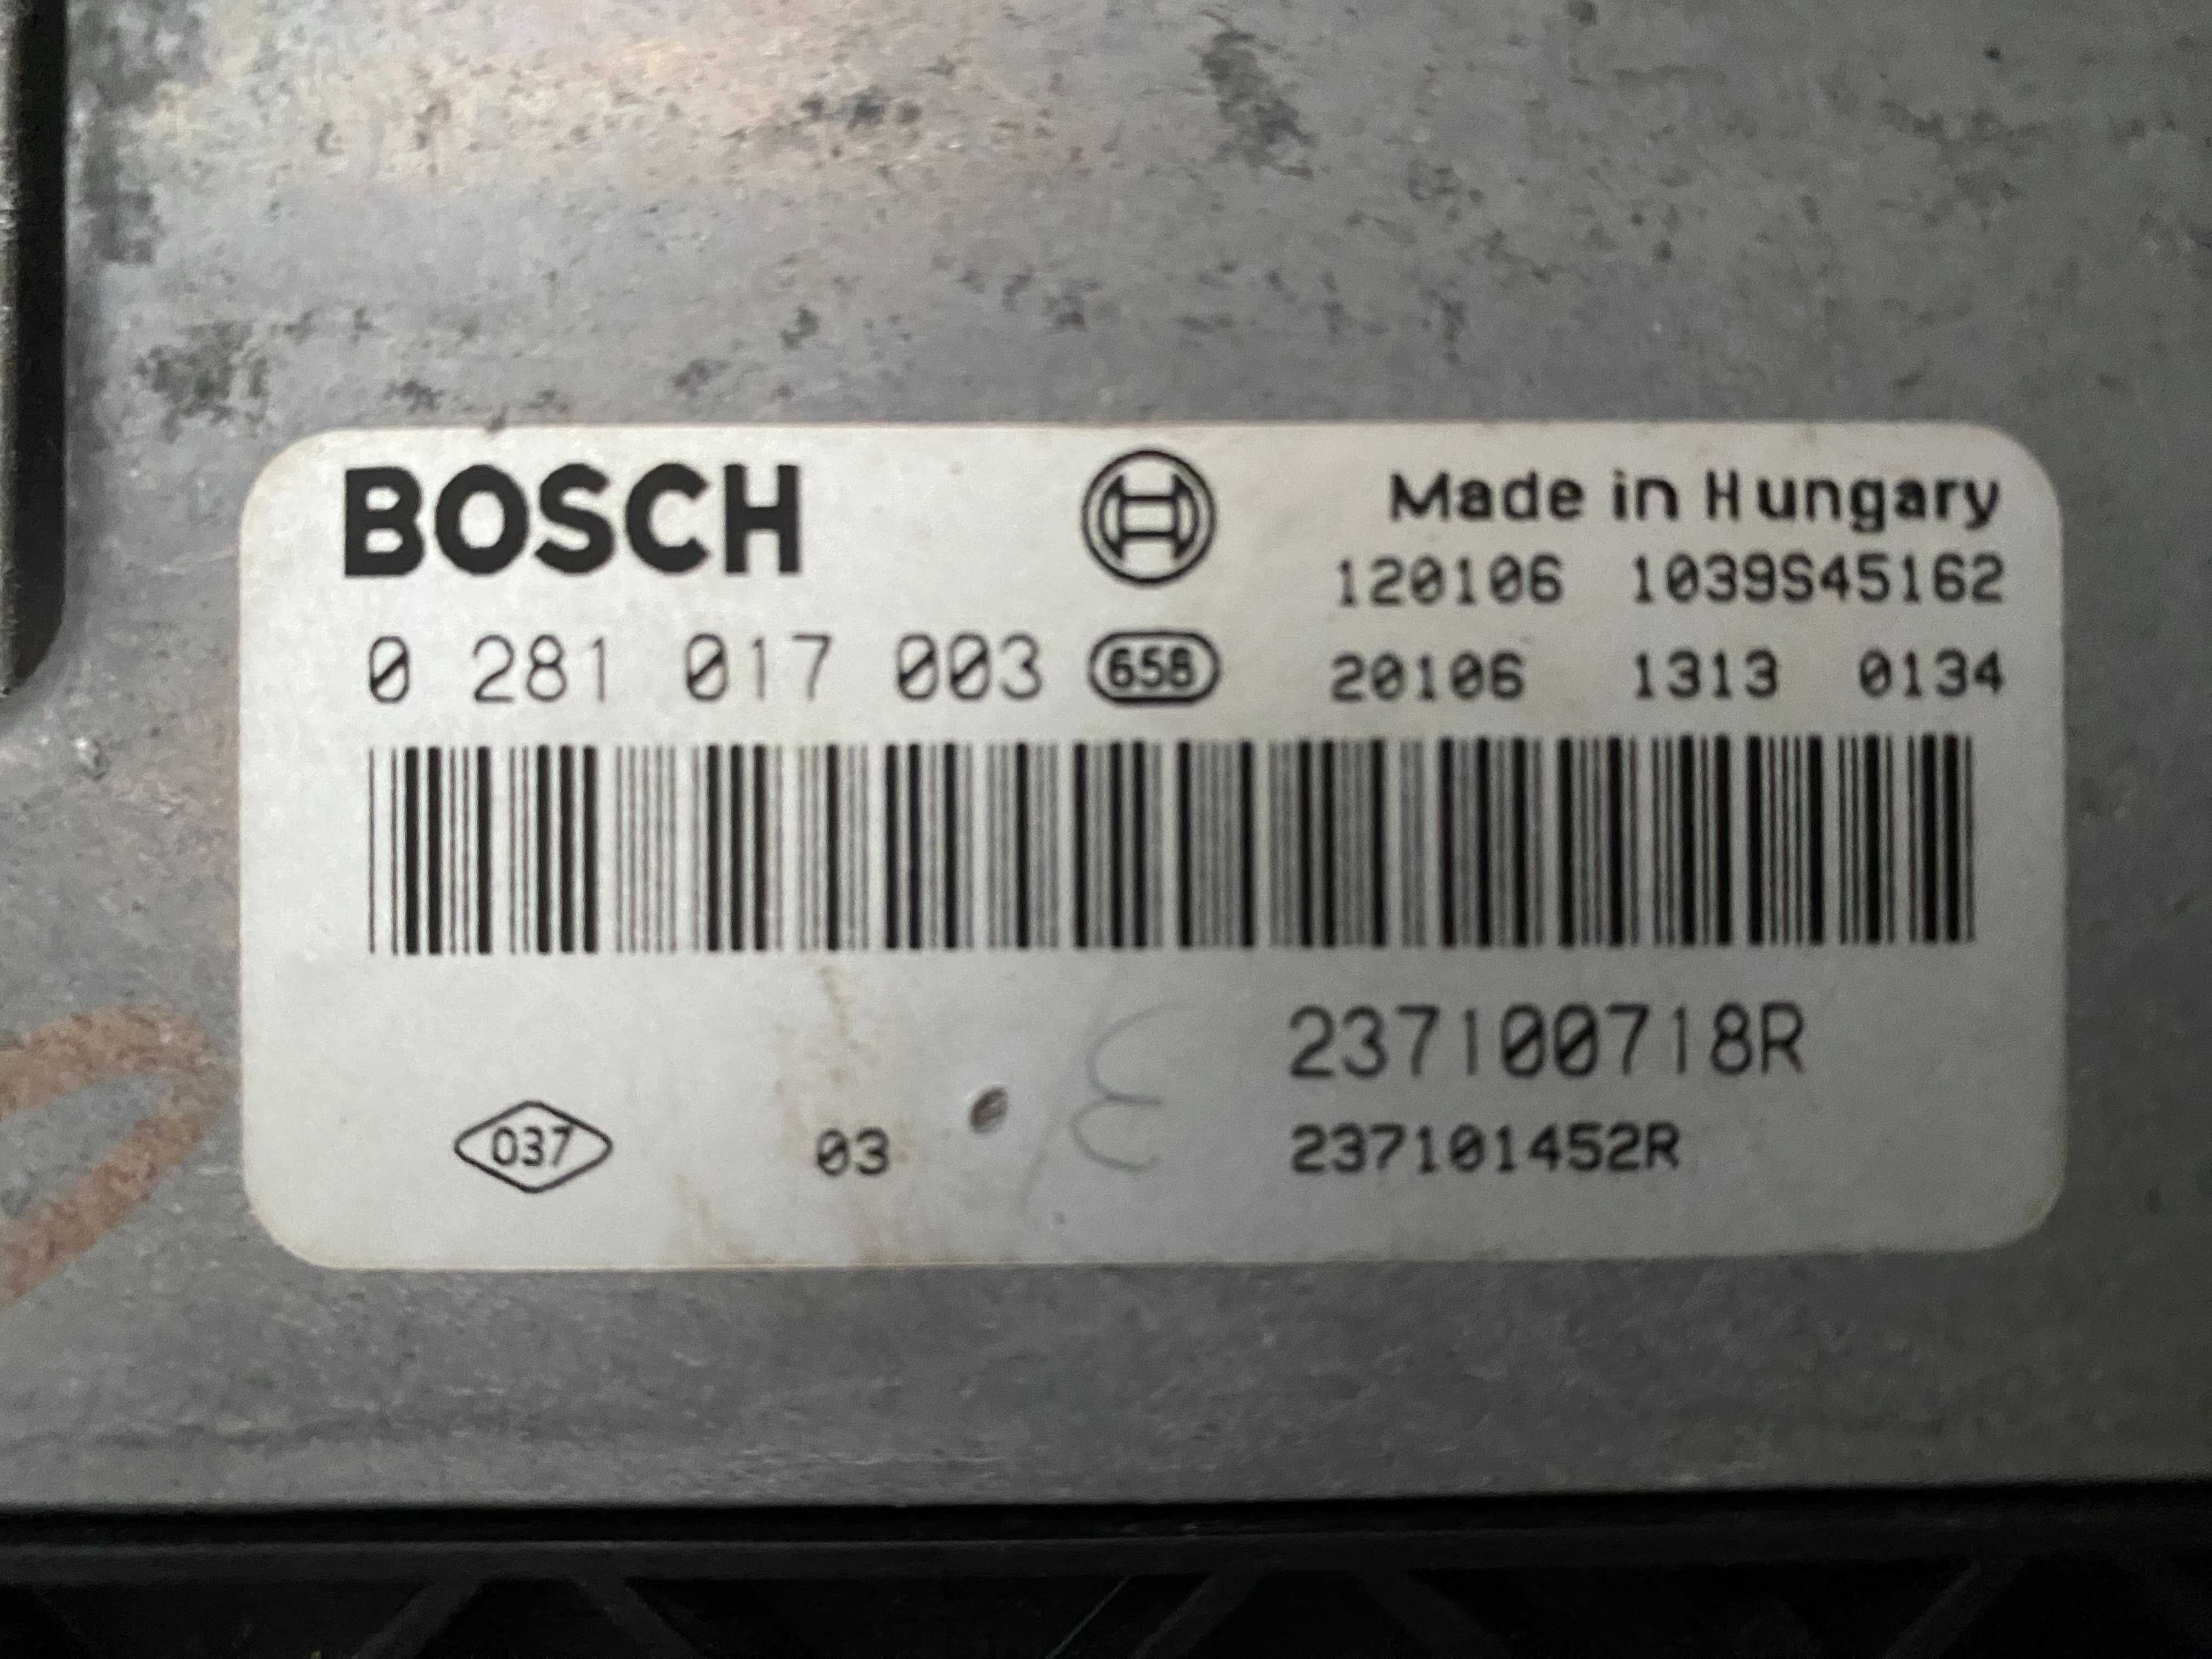 BOSCH
Made in Hungary
120106 1039S45162
0 281 017 003 658 20106 1313 0134
237100718R
037 03 237101452R